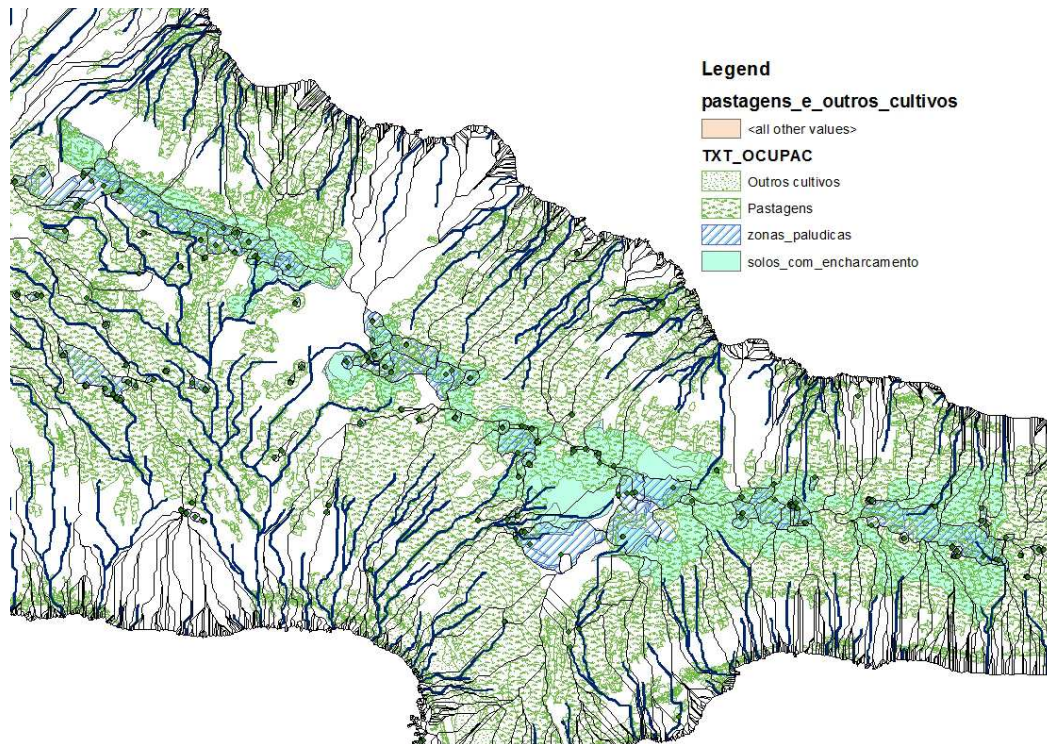 Legend
pastagens_e_outros_cultivos
<all other values>
TXT_OCUPAC
Outros cultivos
Pastagens
zonas_paludicas
solos_com_encharcamento